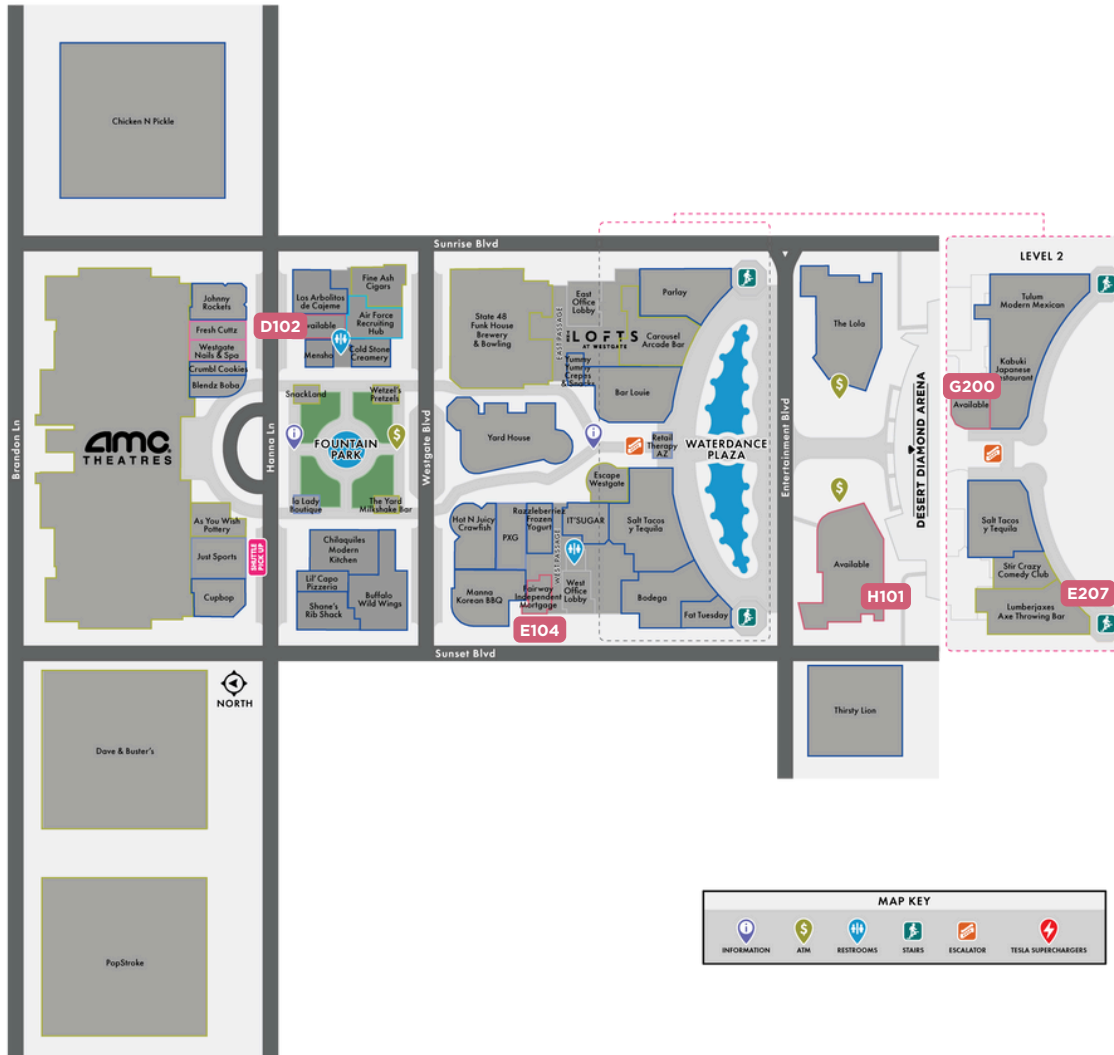 Chicken N Pickle
Sunrise Blvd
LEVEL 2
Brandon Ln
Hanna Ln
Westgate Blvd
Entertainment Blvd
Sunset Blvd
AMC
THEATRES
Johnny
Rockets
Fresh Cuttz
Westgate
Nails & Spa
Crumbl Cookies
Blendz Boba
As You Wish
Pottery
Just Sports
Cupbop
SHUTTLE
PICK UP
D102
Los Arbolitos
de Cajeme
Fine Ash
Cigars
Air Force
Recruiting
Hub
Mensho
Cold Stone
Creamery
SnackLand
Wetzel's
Pretzels
FOUNTAIN
PARK
la Lady
Boutique
The Yard
Milkshake Bar
Chilaquiles
Modern
Kitchen
Lil' Capo
Pizzeria
Shane's
Rib Shack
Buffalo
Wild Wings
State 48
Funk House
Brewery
& Bowling
EAST PASSAGE
East
Office
Lobby
THE
LOFTS
AT WESTGATE
Parlay
Carousel
Arcade Bar
Yummy
Yummy
Crepes
& Snacks
Bar Louie
Yard House
Retail
Therapy
AZ
WATERDANCE
PLAZA
Escape
Westgate
Hot N Juicy
Crawfish
PXG
Razzleberriez
Frozen
Yogurt
IT'SUGAR
Salt Tacos
y Tequila
WEST PASSAGE
Manna
Korean BBQ
Fairway
Independent
Mortgage
E104
West
Office
Lobby
Bodega
Fat Tuesday
The Lola
DESERT DIAMOND ARENA
Available
H101
Tulum
Modern Mexican
Kabuki
Japanese
G200
Available
Salt Tacos
y Tequila
Stir Crazy
Comedy Club
E207
Lumberjaxes
Axe Throwing Bar
Thirsty Lion
NORTH
Dave & Buster's
PopStroke
MAP KEY
INFORMATION
ATM
RESTROOMS
STAIRS
ESCALATOR
TESLA SUPERCHARGERS